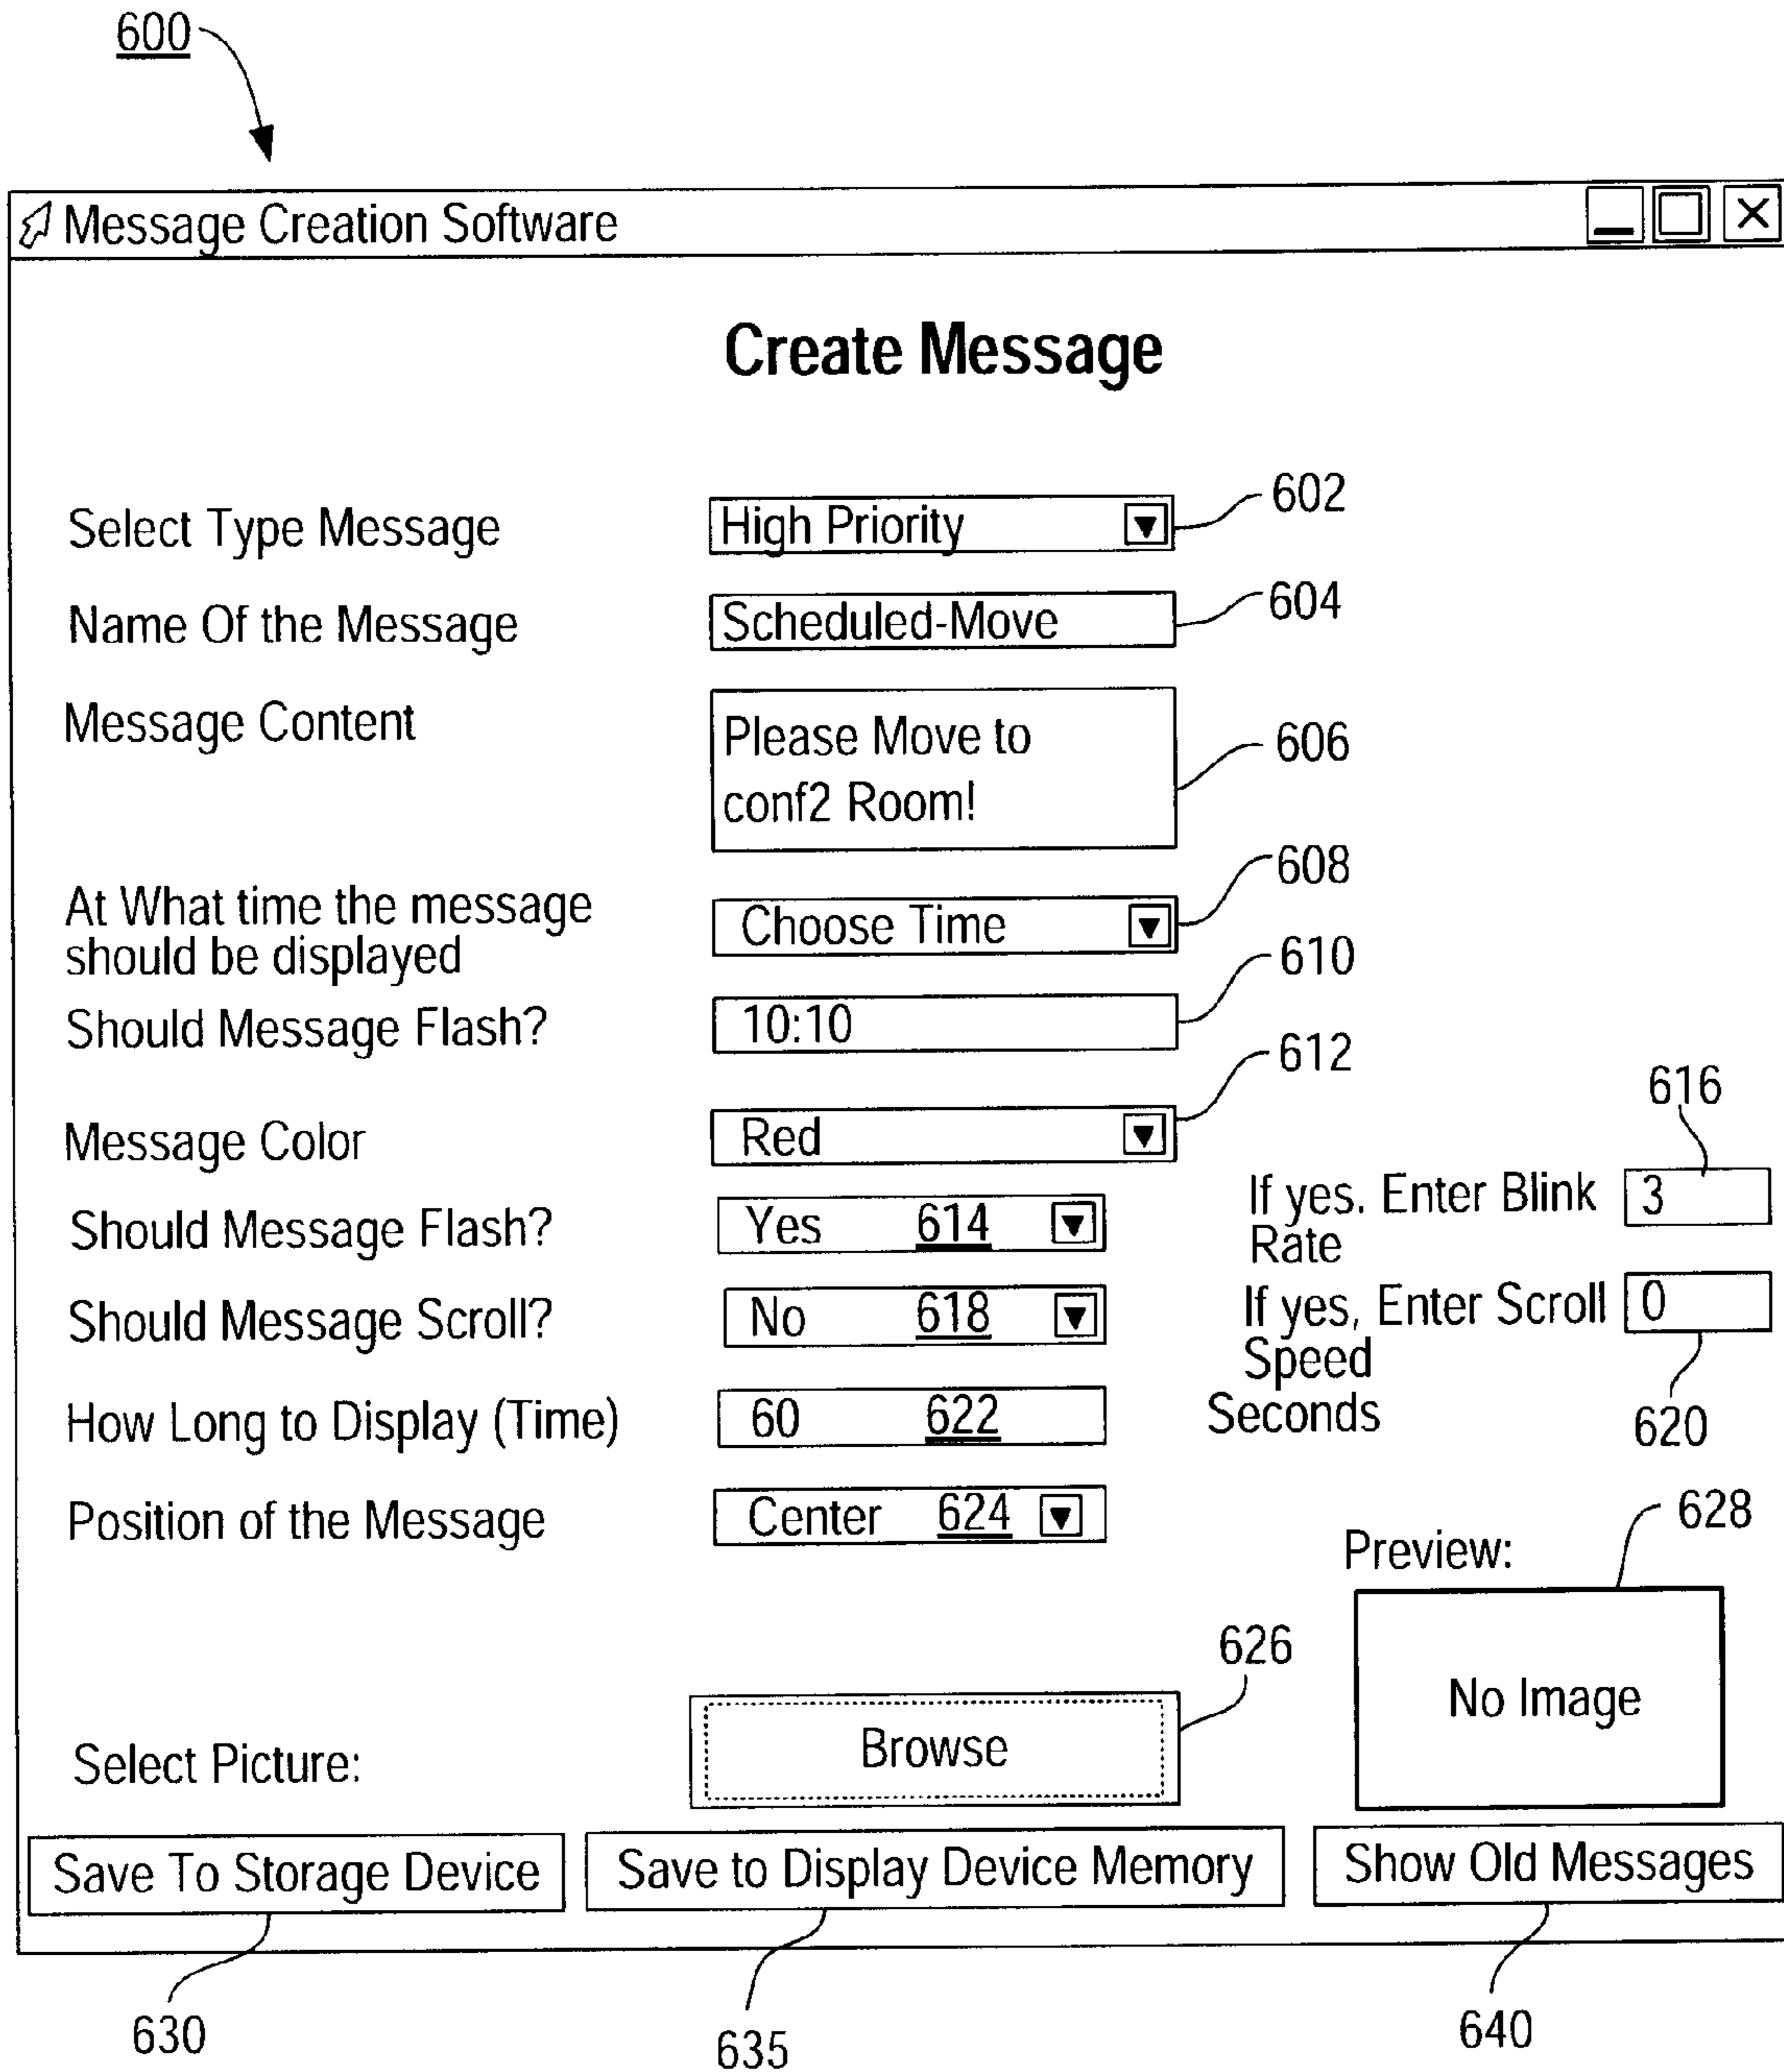 600
Message Creation Software
Create Message
Select Type Message High Priority 602
Name Of the Message Scheduled-Move 604
Message Content Please Move to
conf2 Room! 606
At What time the message
should be displayed Choose Time 608
Should Message Flash? 10:10 610
Message Color Red 612
Should Message Flash? Yes 614 If yes. Enter Blink
Rate 3 616
Should Message Scroll? No 618 If yes, Enter Scroll
Speed 0 620
How Long to Display (Time) 60 622 Seconds
Position of the Message Center 624
Preview: 628
No Image
Select Picture: Browse 626
Save To Storage Device Save to Display Device Memory Show Old Messages
630 635 640